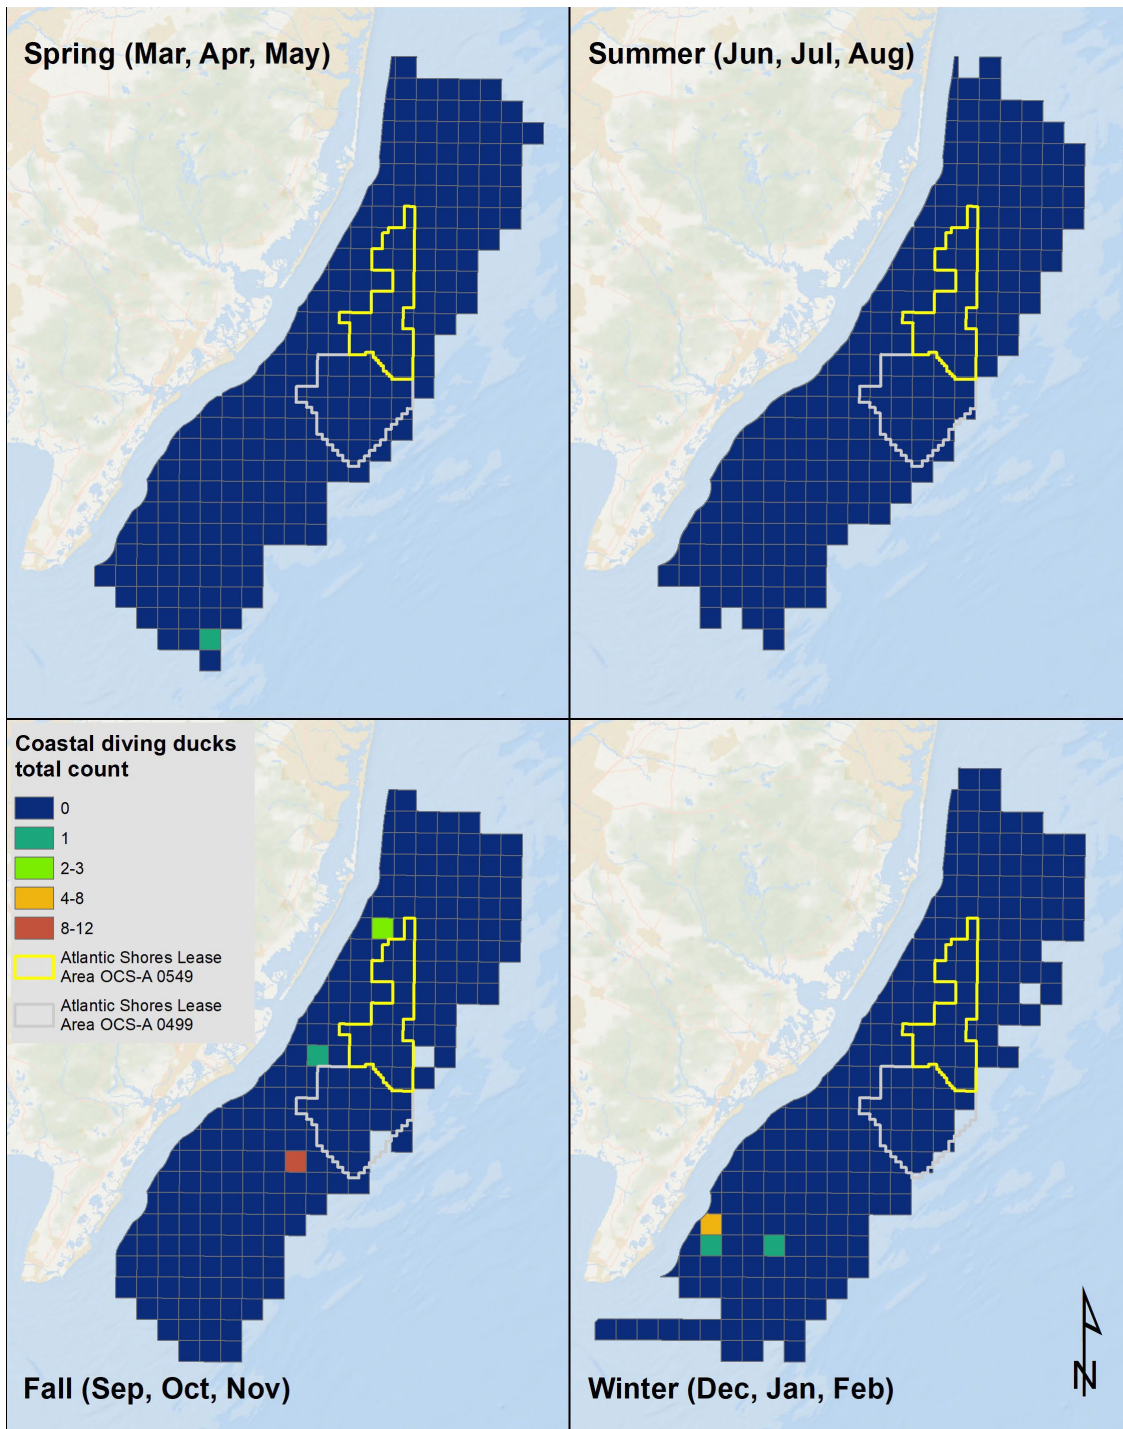 Spring (Mar, Apr, May)
Summer (Jun, Jul, Aug)
Coastal diving ducks
total count
0
1
2-3
4-8
8-12
Atlantic Shores Lease
Area OCS-A 0549
Atlantic Shores Lease
Area OCS-A 0499
Fall (Sep, Oct, Nov)
Winter (Dec, Jan, Feb)
N